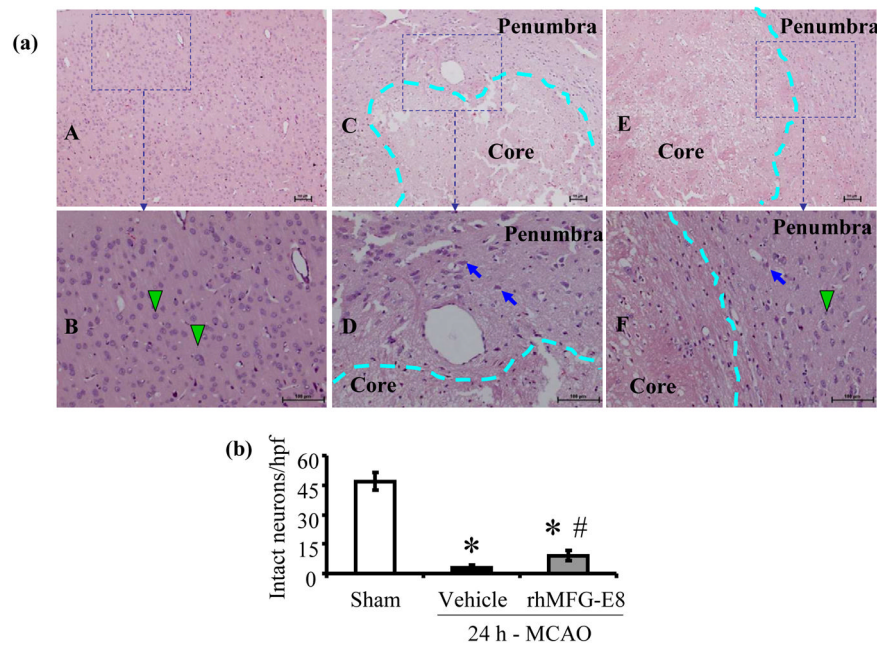 (a)
A
Penumbra
C
Core
Penumbra
E
Core
B
Penumbra
D
Core
Penumbra
F
(b)
Intact neurons/hpf
60
45
30
15
0
*
* #
Sham
Vehicle
rhMFG-E8
24 h - MCAO